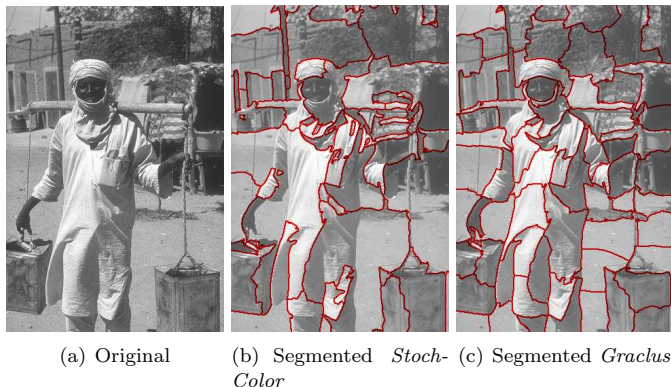 (a) Original
(b) Segmented Stoch-
Color
(c) Segmented Graclus